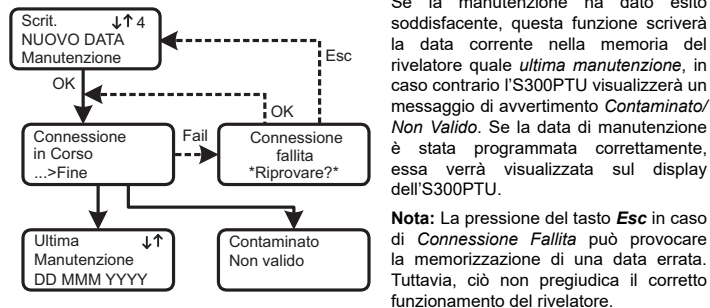 Scrit. ↓↑ 4
NUOVO DATA
Manutenzione
Esc
OK
OK
Connessione
in Corso
...>Fine
Fail
Connessione
fallita
*Riprovare?*
Ultima ↓↑
Manutenzione
DD MMM YYYY
Contaminato
Non valido
Se la manutenzione ha dato esito
soddisfacente, questa funzione scriverà
la data corrente nella memoria del
rivelatore quale ultima manutenzione, in
caso contrario l'S300PTU visualizzerà un
messaggio di avvertimento Contaminato/
Non Valido. Se la data di manutenzione
è stata programmata correttamente,
essa verrà visualizzata sul display
dell'S300PTU.
Nota: La pressione del tasto Esc in caso
di Connessione Fallita può provocare
la memorizzazione di una data errata.
Tuttavia, ciò non pregiudica il corretto
funzionamento del rivelatore.